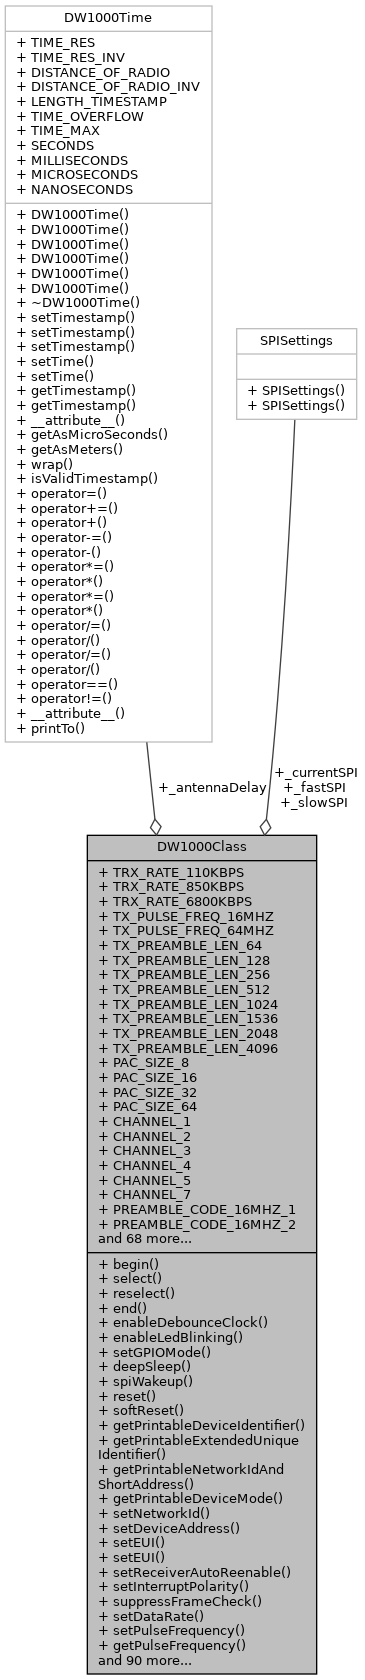 DW1000Time
+ TIME_RES
+ TIME_RES_INV
+ DISTANCE_OF_RADIO
+ DISTANCE_OF_RADIO_INV
+ LENGTH_TIMESTAMP
+ TIME_OVERFLOW
+ TIME_MAX
+ SECONDS
+ MILLISECONDS
+ MICROSECONDS
+ NANOSECONDS
+ DW1000Time()
+ DW1000Time()
+ DW1000Time()
+ DW1000Time()
+ DW1000Time()
+ DW1000Time()
+ ~DW1000Time()
+ setTimestamp()
+ setTimestamp()
+ setTimestamp()
+ setTime()
+ setTime()
+ getTimestamp()
+ getTimestamp()
+ __attribute__()
+ getAsMicroSeconds()
+ getAsMeters()
+ wrap()
+ isValidTimestamp()
+ operator=()
+ operator+=()
+ operator+()
+ operator-=()
+ operator-()
+ operator*=()
+ operator*()
+ operator*=()
+ operator*()
+ operator/=()
+ operator/()
+ operator/=()
+ operator/()
+ operator==()
+ operator!=()
+ __attribute__()
+ printTo()
SPISettings
+ SPISettings()
+ SPISettings()
+_antennaDelay
+_currentSPI
+_fastSPI
+_slowSPI
DW1000Class
+ TRX_RATE_110KBPS
+ TRX_RATE_850KBPS
+ TRX_RATE_6800KBPS
+ TX_PULSE_FREQ_16MHZ
+ TX_PULSE_FREQ_64MHZ
+ TX_PREAMBLE_LEN_64
+ TX_PREAMBLE_LEN_128
+ TX_PREAMBLE_LEN_256
+ TX_PREAMBLE_LEN_512
+ TX_PREAMBLE_LEN_1024
+ TX_PREAMBLE_LEN_1536
+ TX_PREAMBLE_LEN_2048
+ TX_PREAMBLE_LEN_4096
+ PAC_SIZE_8
+ PAC_SIZE_16
+ PAC_SIZE_32
+ PAC_SIZE_64
+ CHANNEL_1
+ CHANNEL_2
+ CHANNEL_3
+ CHANNEL_4
+ CHANNEL_5
+ CHANNEL_7
+ PREAMBLE_CODE_16MHZ_1
+ PREAMBLE_CODE_16MHZ_2
and 68 more...
+ begin()
+ select()
+ reselect()
+ end()
+ enableDebounceClock()
+ enableLedBlinking()
+ setGPIOMode()
+ deepSleep()
+ spiWakeup()
+ reset()
+ softReset()
+ getPrintableDeviceIdentifier()
+ getPrintableExtendedUnique
Identifier()
+ getPrintableNetworkIdAnd
ShortAddress()
+ getPrintableDeviceMode()
+ setNetworkId()
+ setDeviceAddress()
+ setEUI()
+ setEUI()
+ setReceiverAutoReenable()
+ setInterruptPolarity()
+ suppressFrameCheck()
+ setDataRate()
+ setPulseFrequency()
+ getPulseFrequency()
and 90 more...